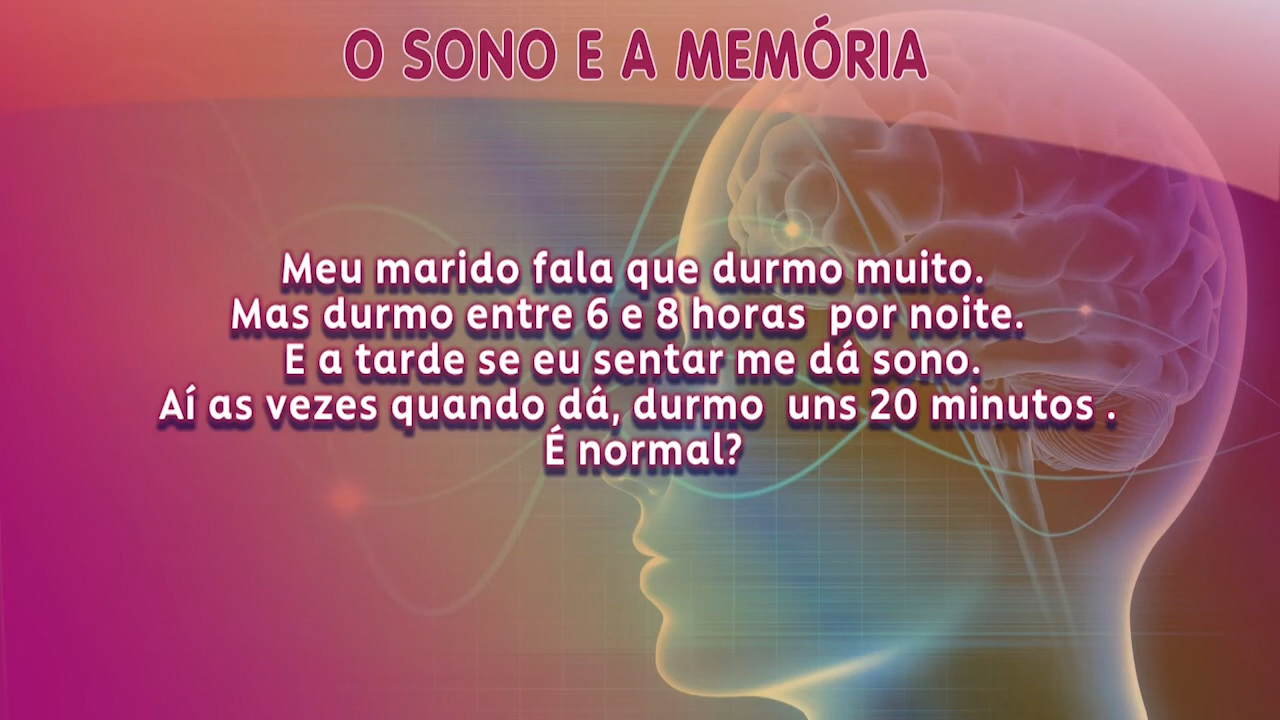 O SONO E A MEMÓRIA
Meu marido fala que durmo muito.
Mas durmo entre 6 e 8 horas  por noite.
E a tarde se eu sentar me dá sono.
Aí as vezes quando dá, durmo  uns 20 minutos .
É normal?